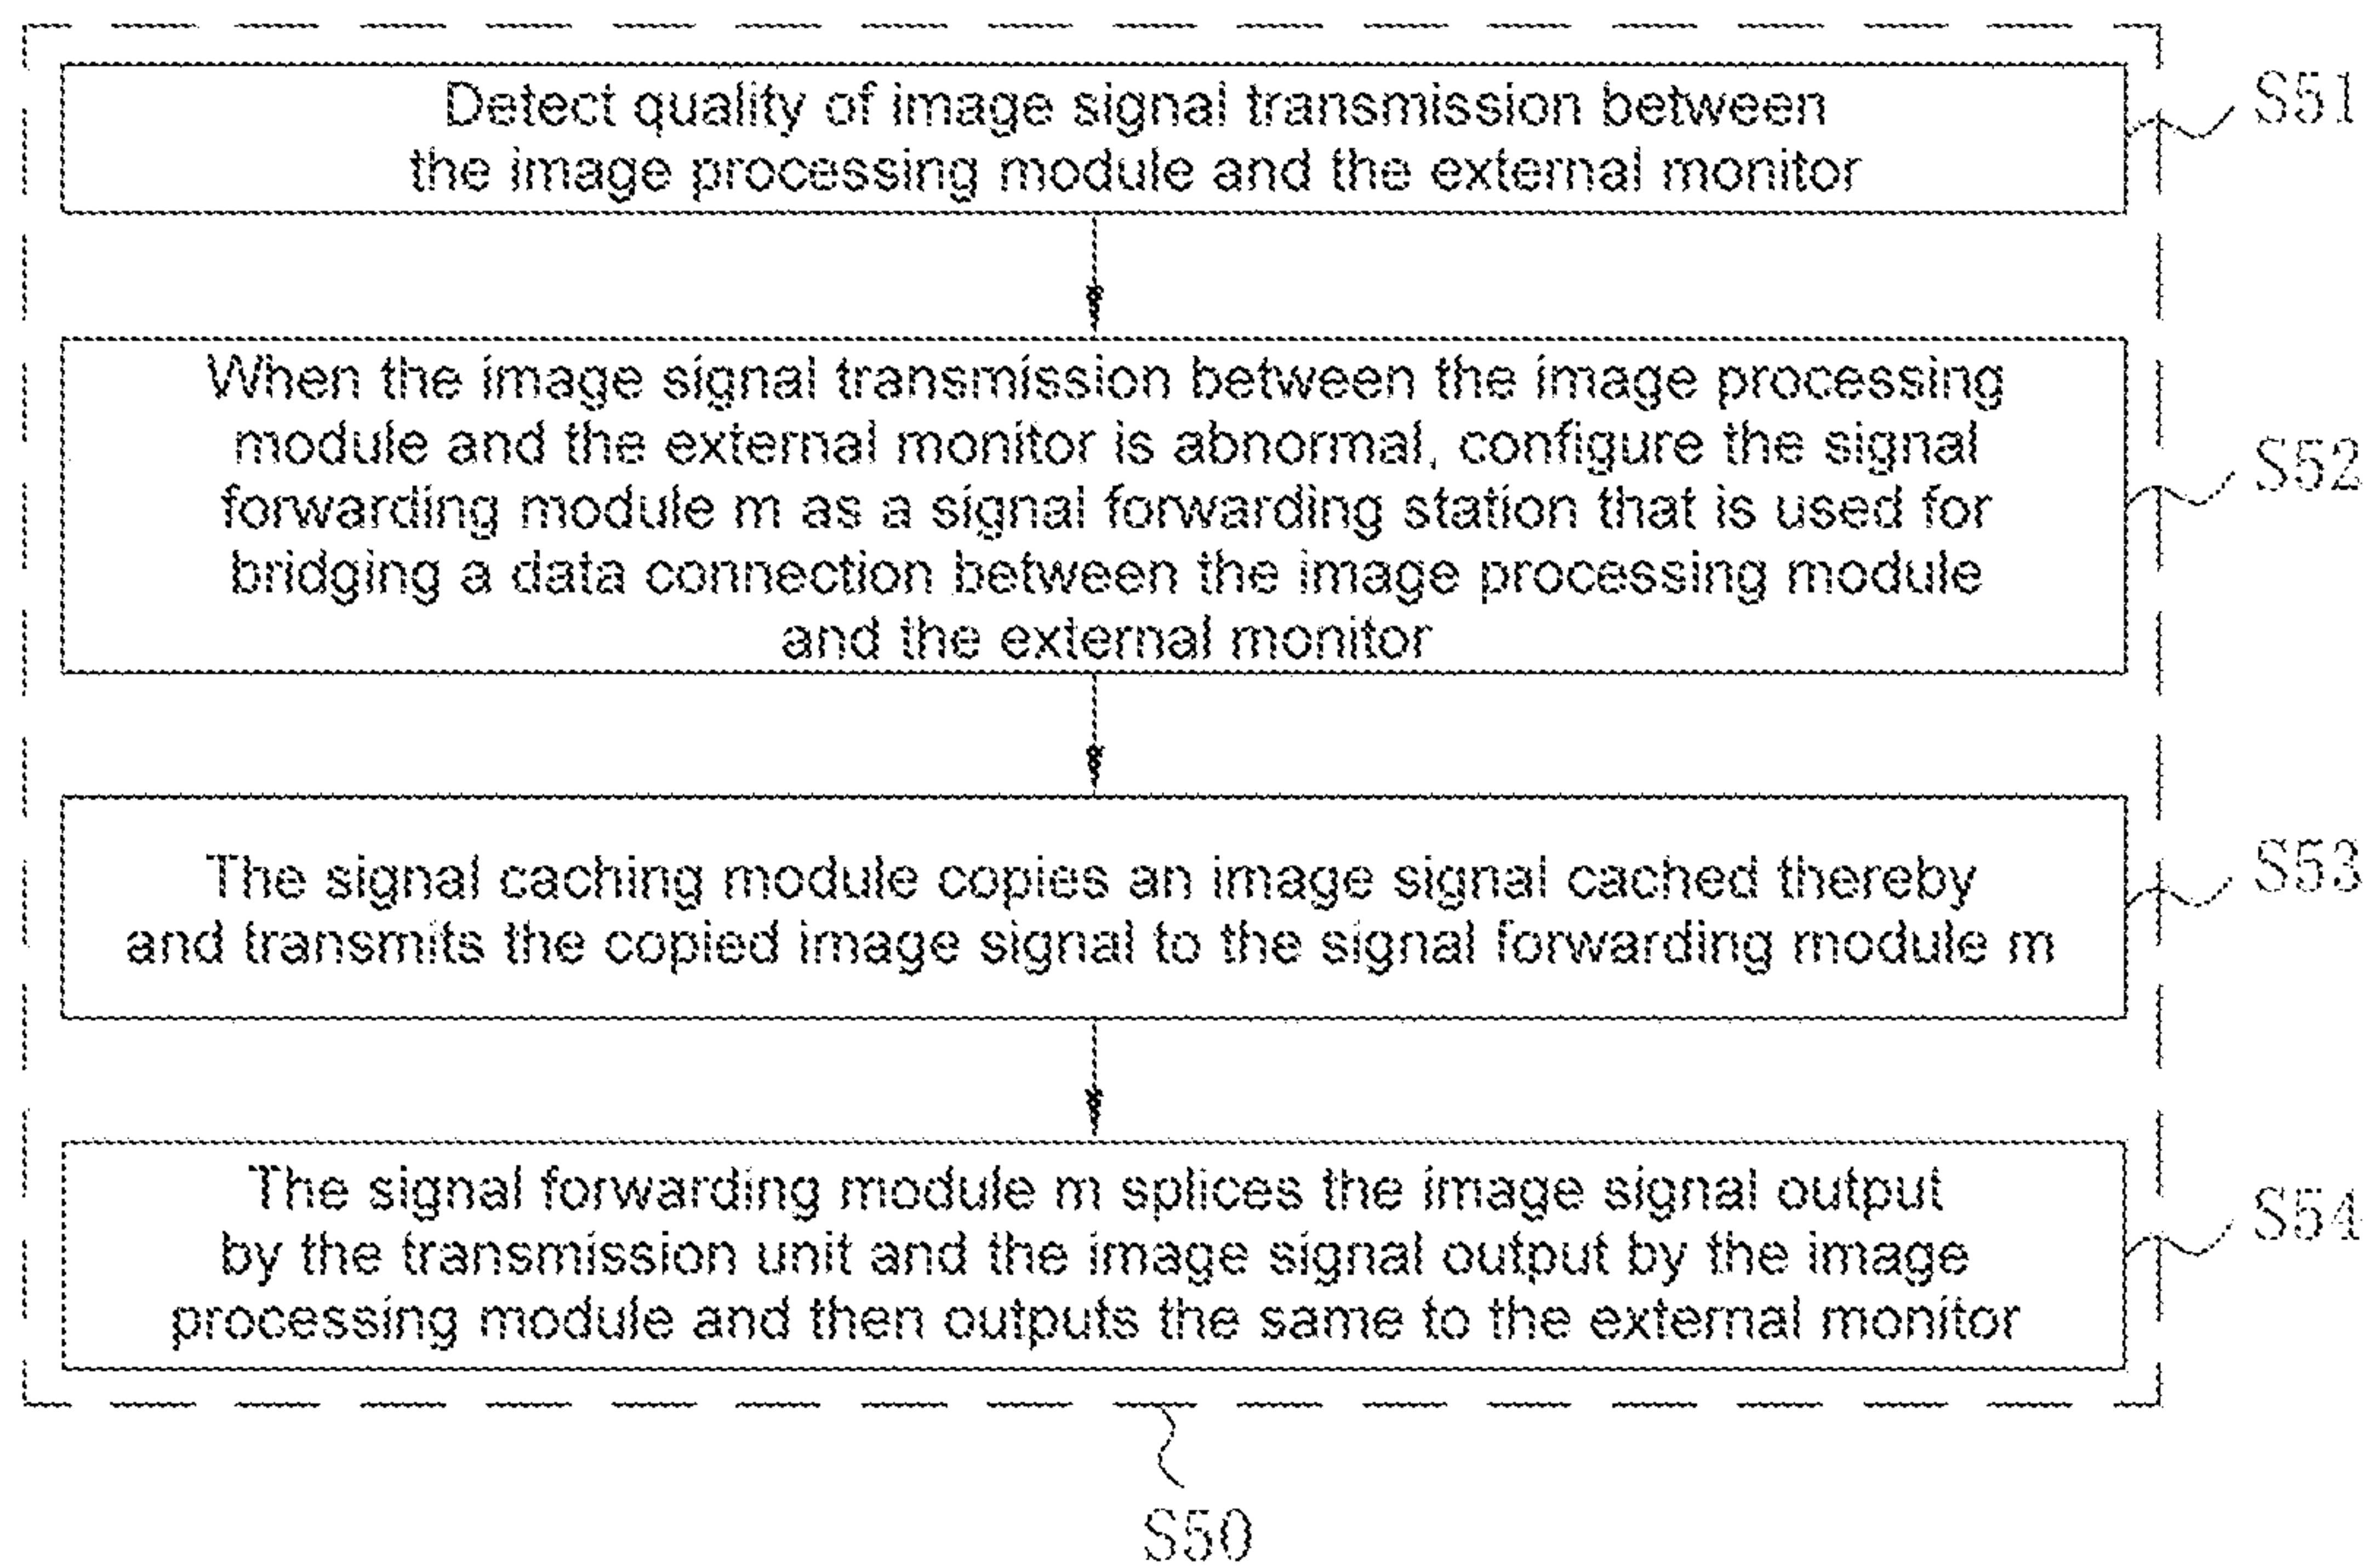 Detect quality of image signal transmission between
the image processing module and the external monitor
S51
When the image signal transmission between the image processing
module and the external monitor is abnormal, configure the signal
forwarding module m as a signal forwarding station that is used for
bridging a data connection between the image processing module
and the external monitor
S52
The signal caching module copies an image signal cached thereby
and transmits the copied image signal to the signal forwarding module m
S53
The signal forwarding module m splices the image signal output
by the transmission unit and the image signal output by the image
processing module and then outputs the same to the external monitor
S54
S50